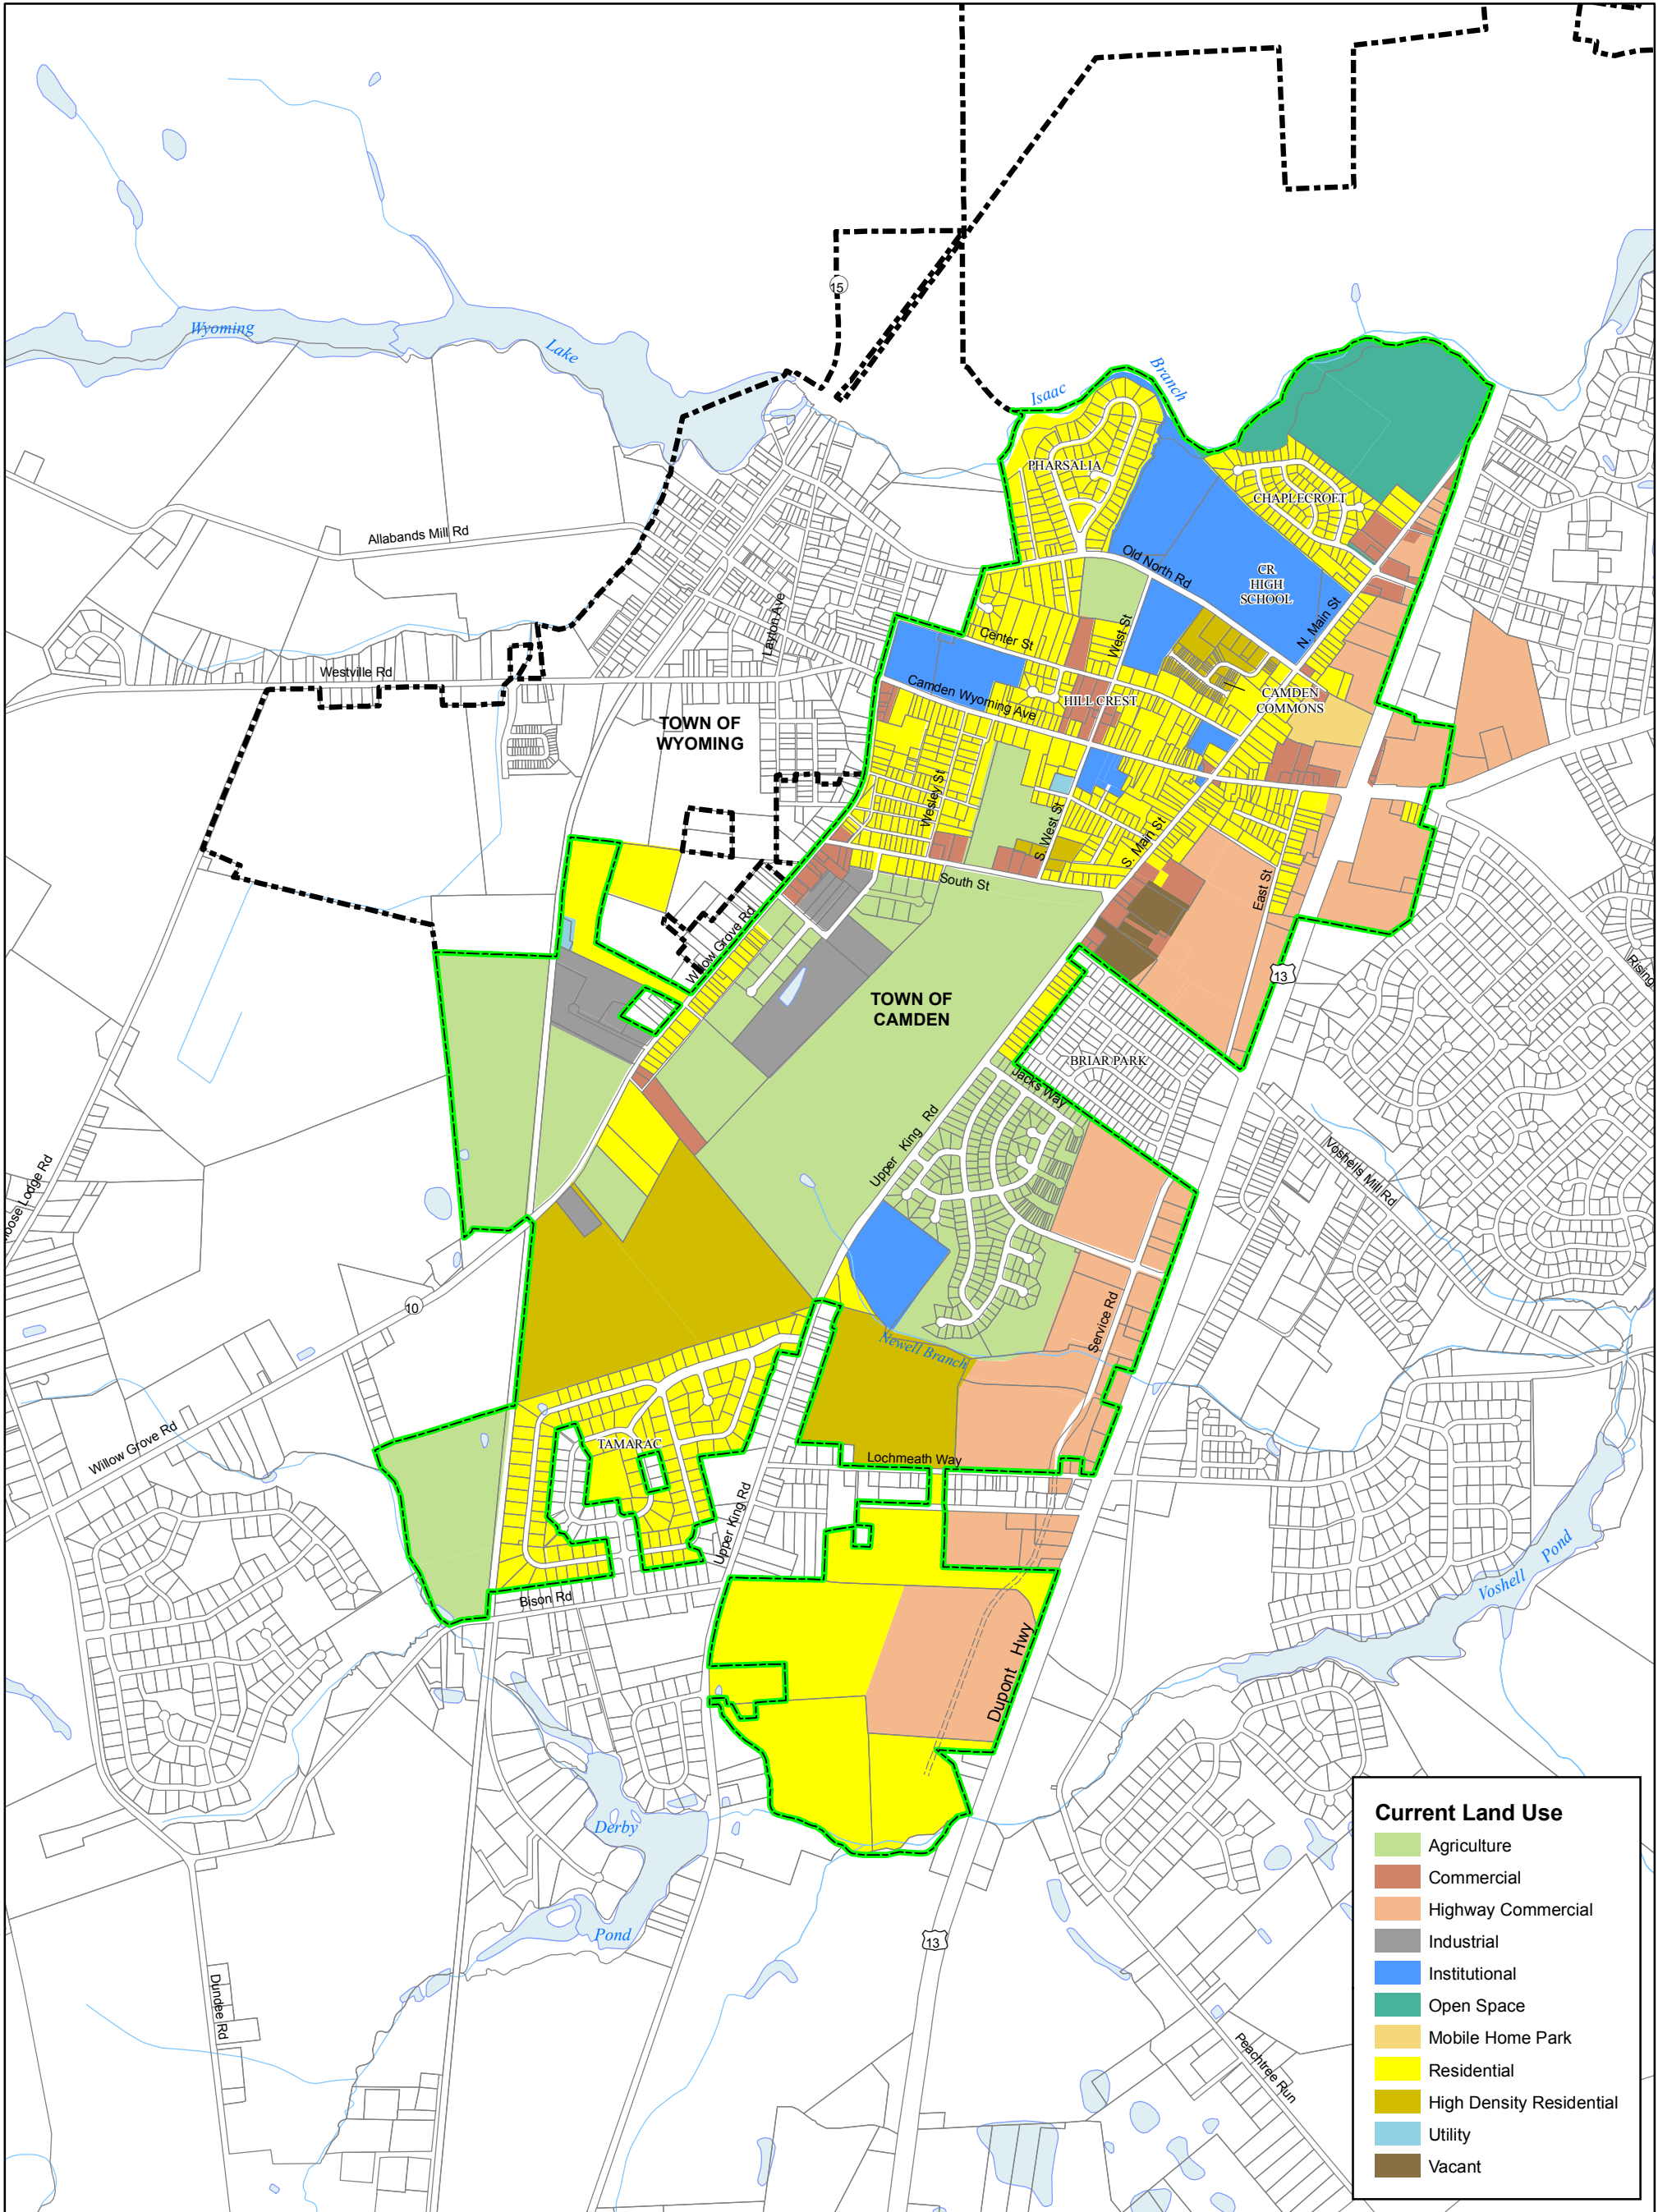 15
Wyoming
Lake
Isaac
Branch
PHARSALIA
CHAPLECROFT
Allabands Mill Rd
Old North Rd
CR
HIGH
SCHOOL
Layton Ave
West St
N. Main St
Center St
Westville Rd
Camden Wyoming Ave
HILL CREST
CAMDEN
COMMONS
TOWN OF
WYOMING
Wesley St
S. West St
S. Main St
South St
East St
Willow Grove Rd
13
Rising
TOWN OF
CAMDEN
BRIAR PARK
Jacks Way
Upper King Rd
Voshells Mill Rd
Moose Lodge Rd
10
Service Rd
Newell Branch
Willow Grove Rd
TAMARAC
Lochmeath Way
Upper King Rd
Bison Rd
Voshell
Pond
Dupont Hwy
Derby
Pond
13
Dundee Rd
Peachtree Run
Current Land Use
Agriculture
Commercial
Highway Commercial
Industrial
Institutional
Open Space
Mobile Home Park
Residential
High Density Residential
Utility
Vacant